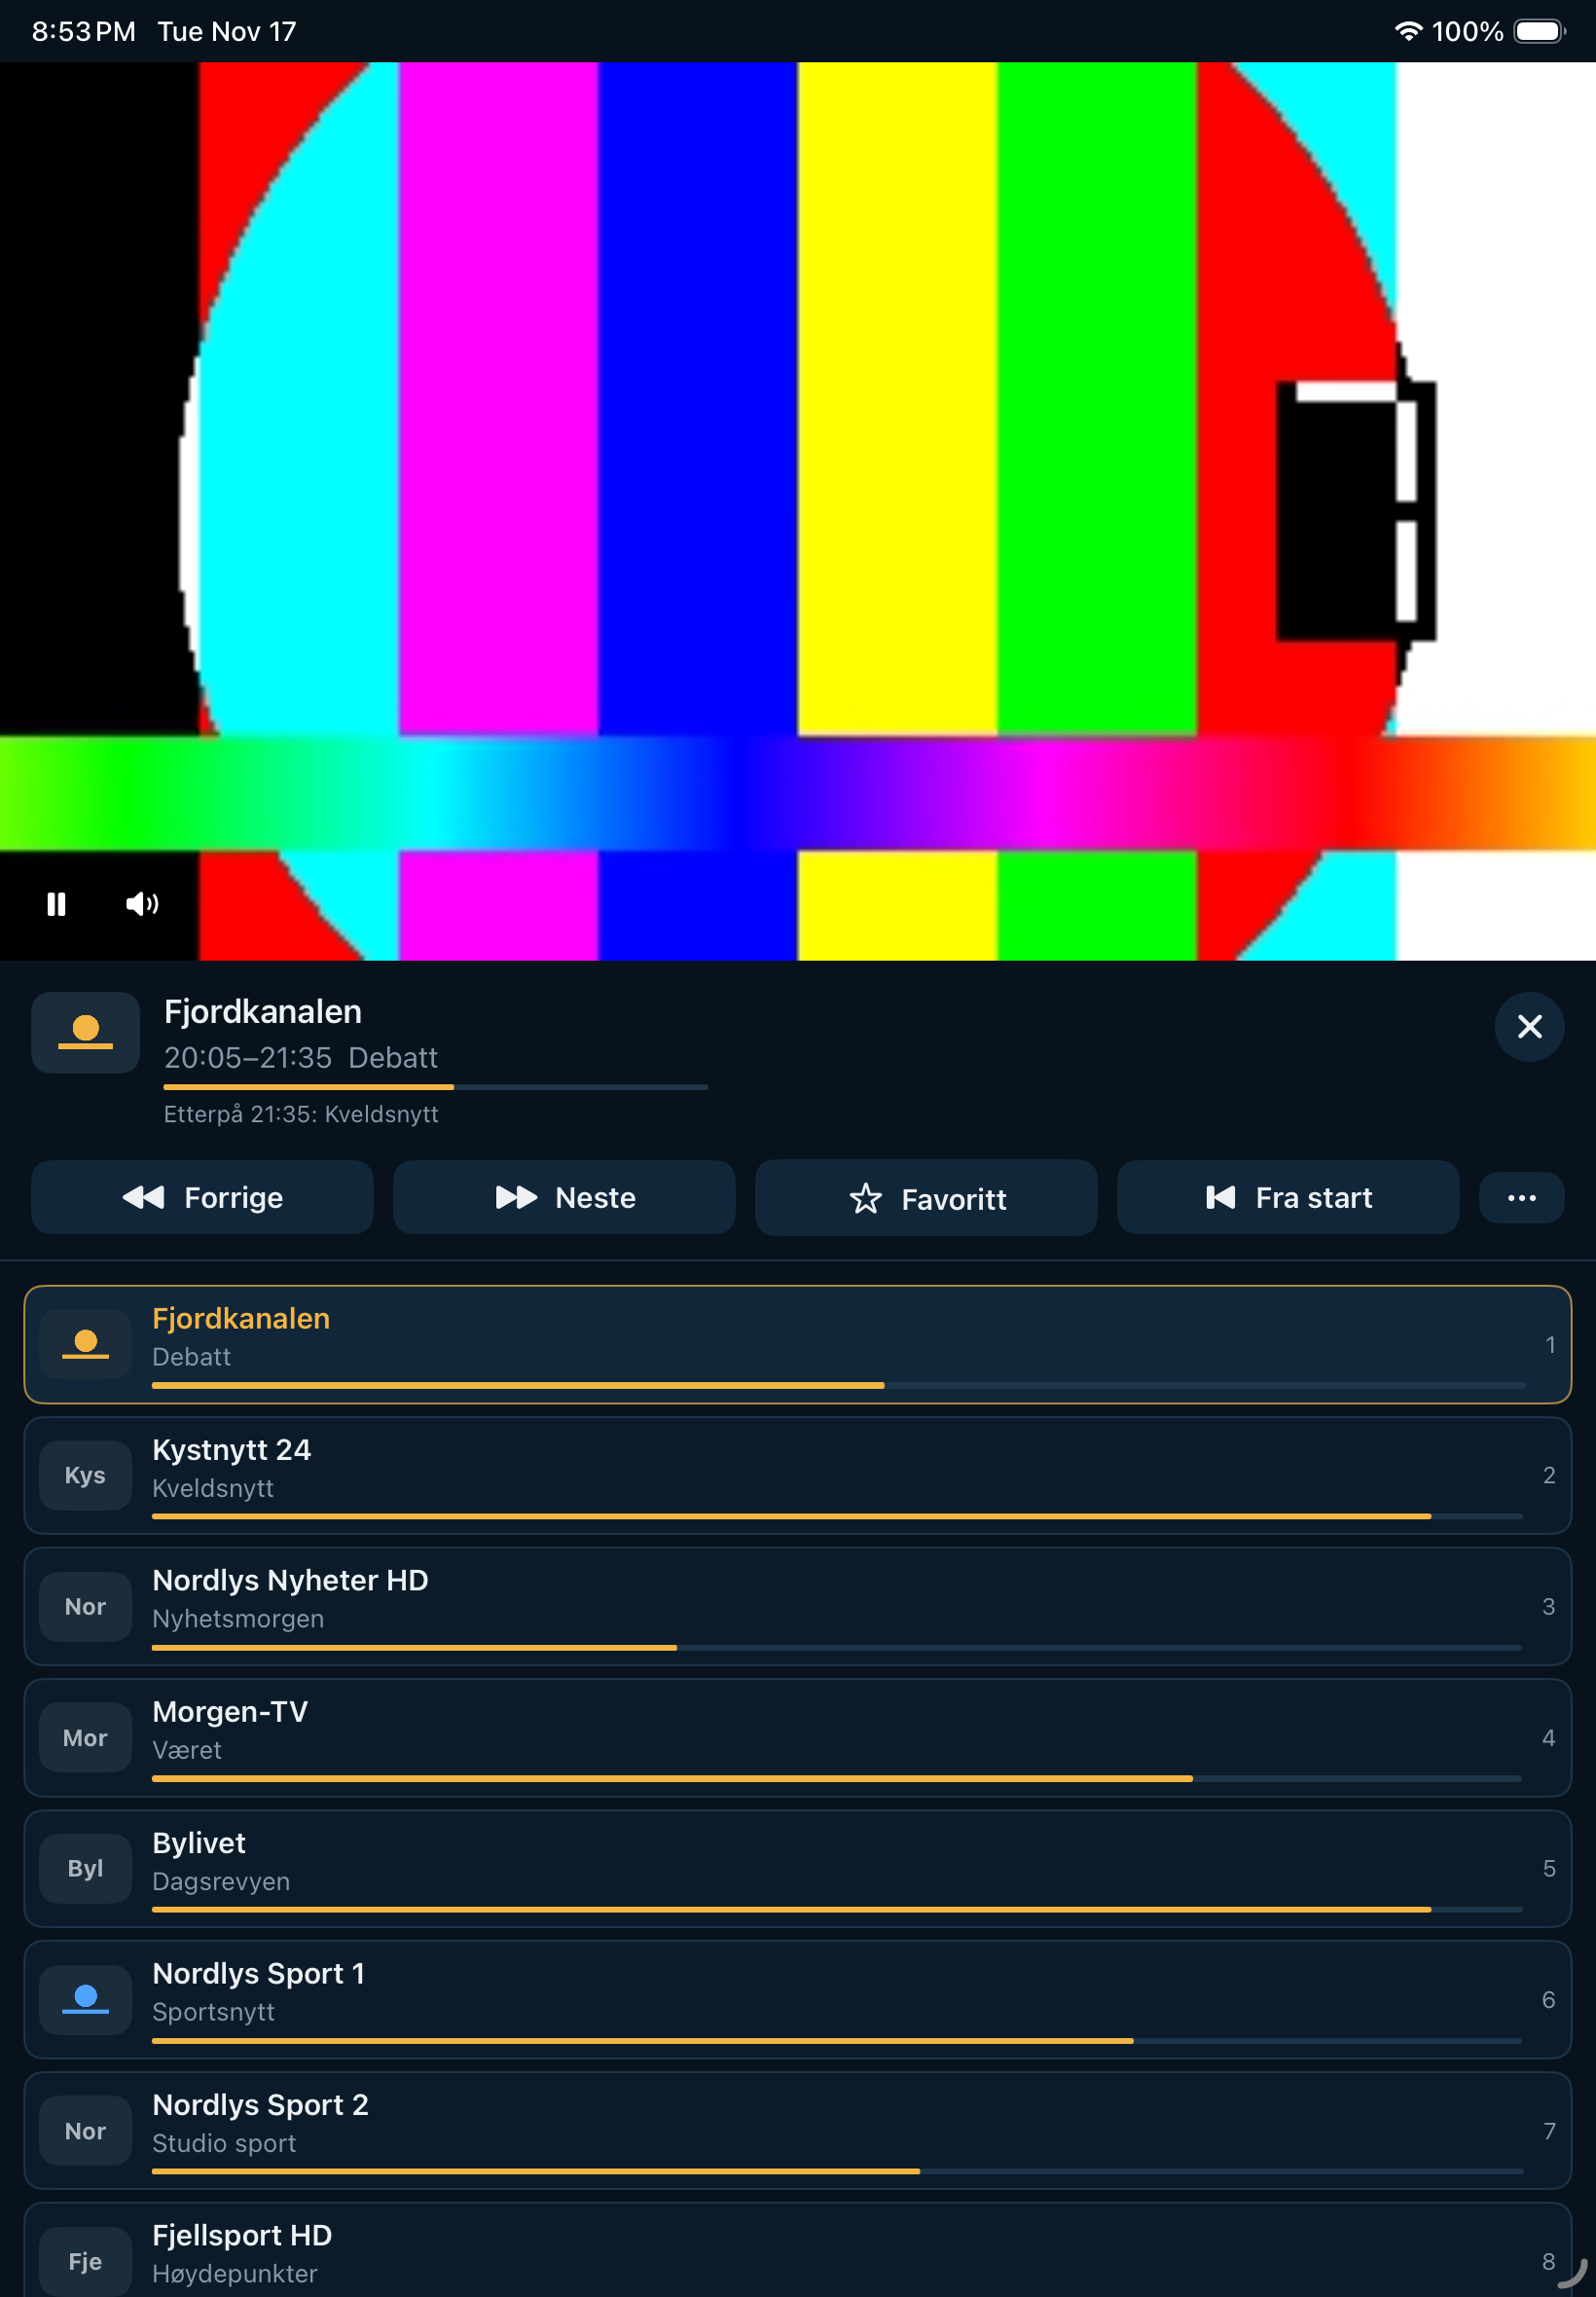 8:53 PM Tue Nov 17 100%
Fjordkanalen
20:05–21:35 Debatt
Etterpå 21:35: Kveldsnytt
Forrige Neste Favoritt Fra start
Fjordkanalen
Debatt
1
Kys
Kystnytt 24
Kveldsnytt
2
Nor
Nordlys Nyheter HD
Nyhetsmorgen
3
Mor
Morgen-TV
Været
4
Byl
Bylivet
Dagsrevyen
5
Nordlys Sport 1
Sportsnytt
6
Nor
Nordlys Sport 2
Studio sport
7
Fje
Fjellsport HD
Høydepunkter
8